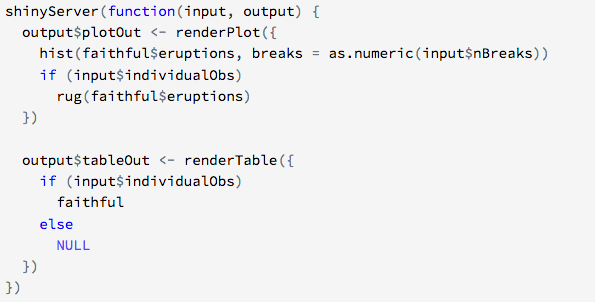 shinyServer(function(input, output) {
  output$plotOut <- renderPlot({
    hist(faithful$eruptions, breaks = as.numeric(input$nBreaks))
    if (input$individualObs)
      rug(faithful$eruptions)
  })

  output$tableOut <- renderTable({
    if (input$individualObs)
      faithful
    else
      NULL
  })
})